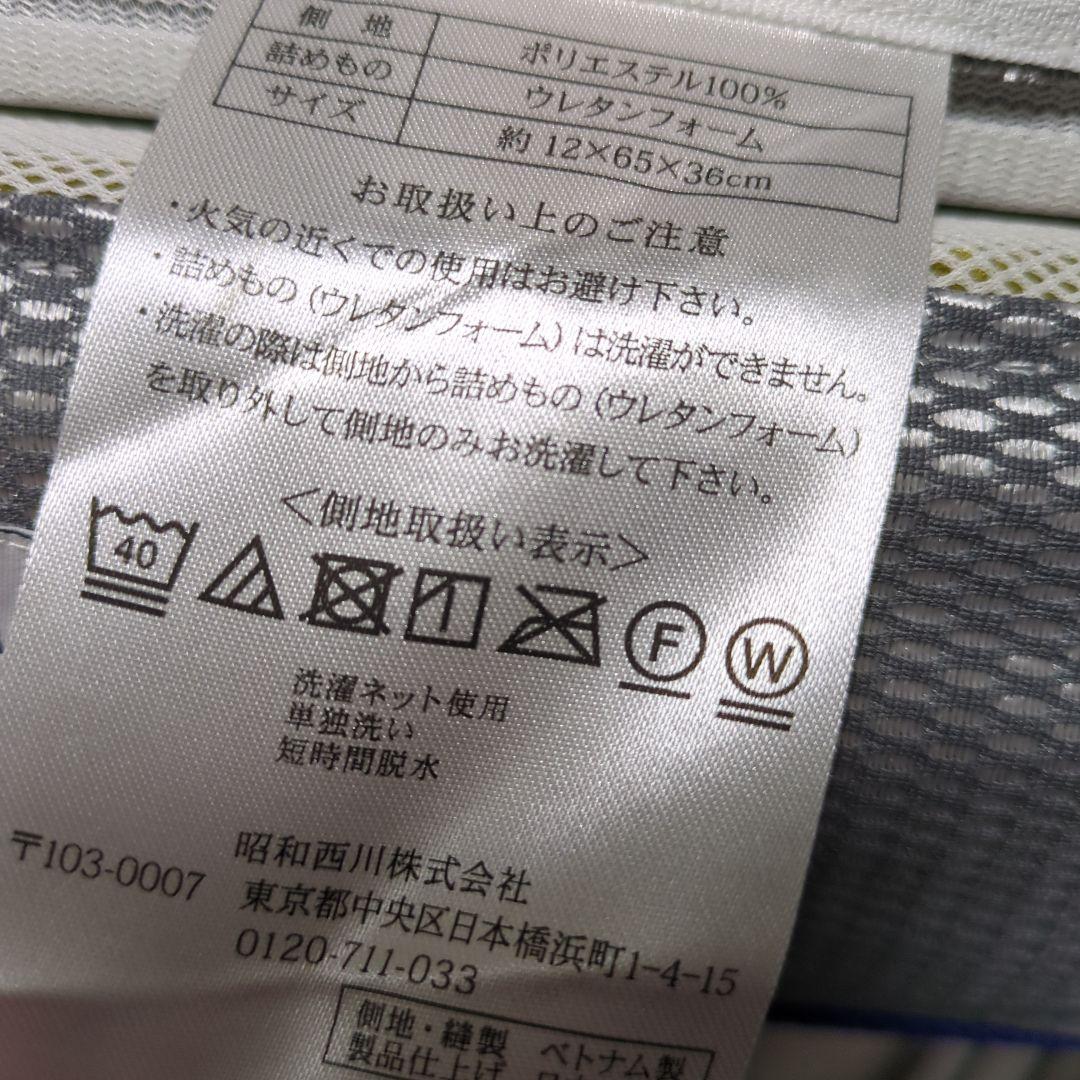 側 地 ポリエステル100%
詰めもの ウレタンフォーム
サイズ 約 12×65×36cm
お取扱い上のご注意
・火気の近くでの使用はお避け下さい。
・詰めもの(ウレタンフォーム)は洗濯ができません。
・洗濯の際は側地から詰めもの(ウレタンフォーム)
を取り外して側地のみお洗濯して下さい。
<側地取扱い表示>
40 F W
洗濯ネット使用
単独洗い
短時間脱水
〒103-0007 昭和西川株式会社
東京都中央区日本橋浜町1-4-15
0120-711-033
側地・縫製 ベトナム製
製品仕上げ